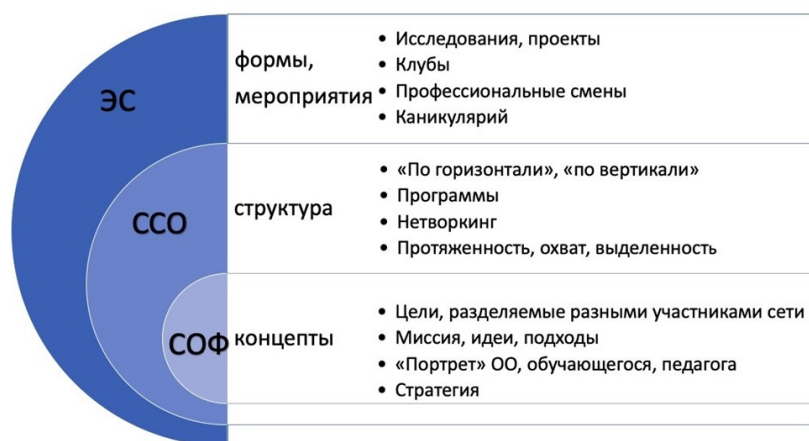 ЭС
формы,
мероприятия
• Исследования, проекты
• Клубы
• Профессиональные смены
• Каникулярий
ССО
структура
• «По горизонтали», «по вертикали»
• Программы
• Нетворкинг
• Протяженность, охват, выделенность
СОФ
концепты
• Цели, разделяемые разными участниками сети
• Миссия, идеи, подходы
• «Портрет» ОО, обучающегося, педагога
• Стратегия